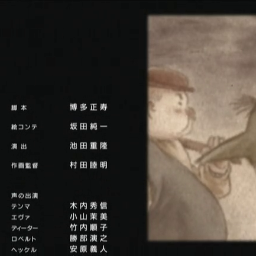 脚本 博多正寿
絵コンテ 坂田純一
演出 池田重隆
作画監督 村田睦明
声の出演
テンマ 木内秀信
エヴァ 小山茉美
ディーター 竹内順子
ロベルト 勝部演之
ヘッケル 安原義人